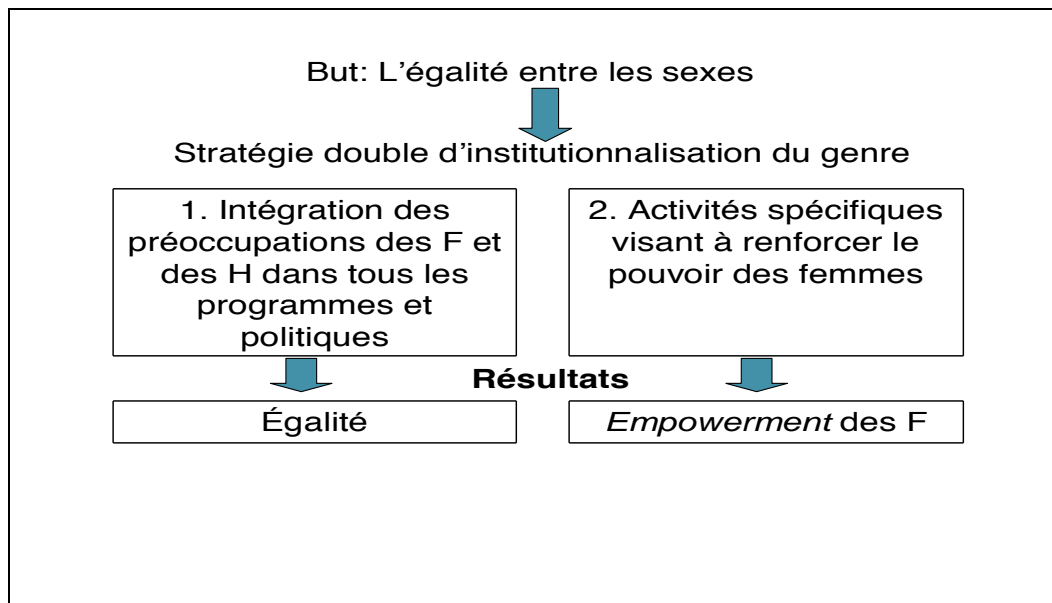 But: L'égalité entre les sexes
Stratégie double d'institutionnalisation du genre
1. Intégration des
préoccupations des F et
des H dans tous les
programmes et
politiques
2. Activités spécifiques
visant à renforcer le
pouvoir des femmes
Résultats
Égalité
Empowerment des F